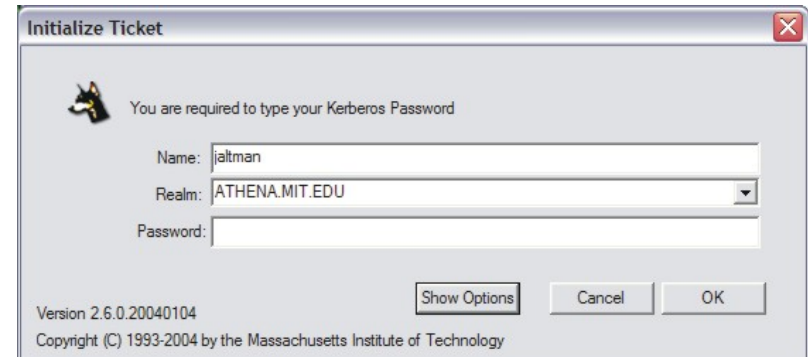 Initialize Ticket
You are required to type your Kerberos Password
Name: jaltman
Realm: ATHENA.MIT.EDU
Password:
Show Options Cancel OK
Version 2.6.0.20040104
Copyright (C) 1993-2004 by the Massachusetts Institute of Technology